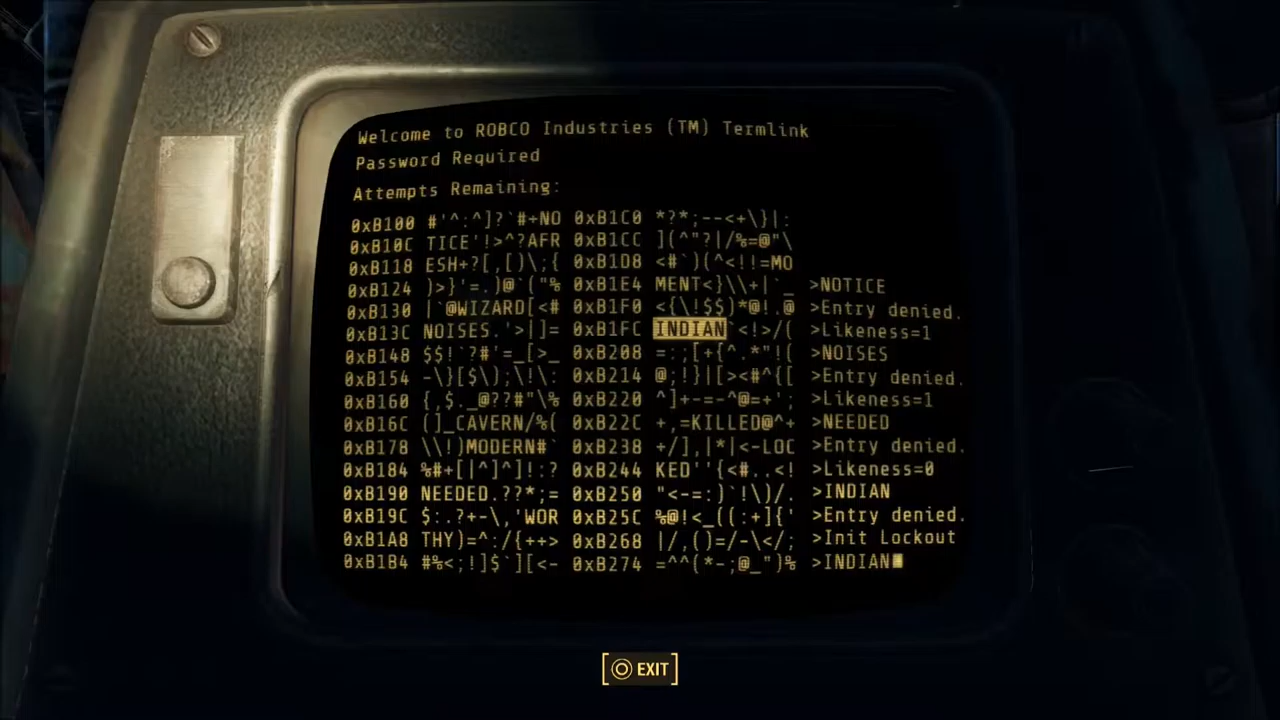 Welcome to ROBCO Industries (TM) Termlink
Password Required
Attempts Remaining:
0xB100 #'^:^]?`#÷NO 0xB1C0 *?*;--<+\}|:
0xB10C TICE'!>^?AFR 0xB1CC ](^"?|/%=@"\
0xB118 ESH+?[,[)\;{ 0xB1D8 <#`)(^<!!=MO
0xB124 )>}'=.)@`("% 0xB1E4 MENT<}\\+|`_ >NOTICE
0xB130 |`@WIZARD[<# 0xB1F0 <{\!$$)*@!.@ >Entry denied.
0xB13C NOISES.'>|]= 0xB1FC INDIAN`<!>/( >Likeness=1
0xB148 $$!`?#'=_[>_ 0xB208 =:;[+{^.*"!( >NOISES
0xB154 -\}[$\);\!\: 0xB214 @;!}|[><#^{[ >Entry denied.
0xB160 {,$._@??#"\% 0xB220 ^]+-=-^@=+'; >Likeness=1
0xB16C (]_CAVERN/%( 0xB22C +,=KILLED@^+ >NEEDED
0xB178 \\!)MODERN#` 0xB238 +/],|*|<-LOC >Entry denied.
0xB184 %#+[|^]^]!:? 0xB244 KED''{<#..<! >Likeness=0
0xB190 NEEDED.??*;= 0xB250 "<-=:)`!\)/. >INDIAN
0xB19C $:.?+-\,'WOR 0xB25C %@!<_((:+]{' >Entry denied.
0xB1A8 THY)=^:/{++> 0xB268 |/,()=/-\</; >Init Lockout
0xB1B4 #%<;!]$`][<- 0xB274 =^^(*-;@_")% >INDIAN
EXIT